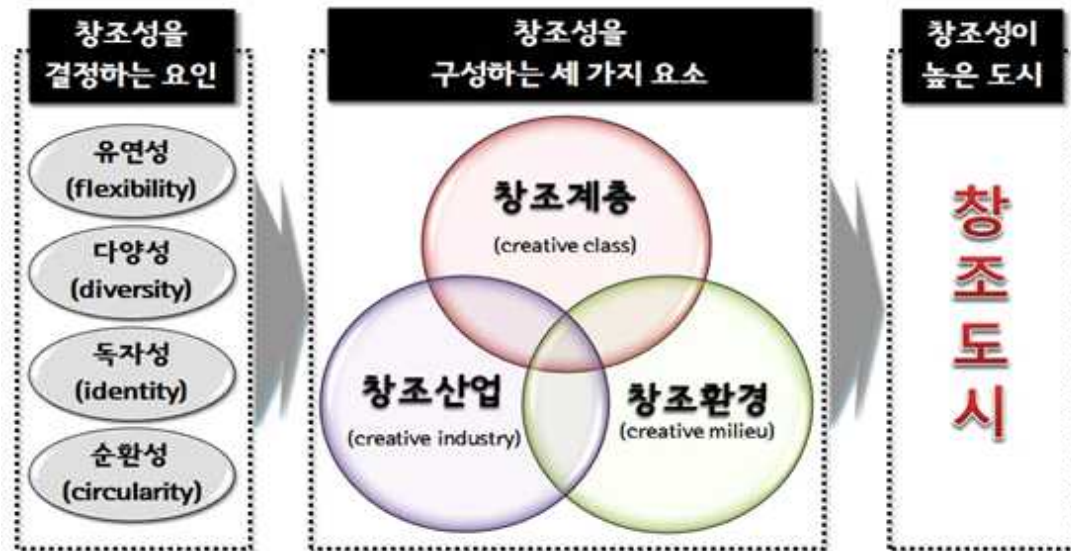 창조성을
결정하는 요인
유연성
(flexibility)
다양성
(diversity)
독자성
(identity)
순환성
(circularity)
창조성을
구성하는 세 가지 요소
창조계층
(creative class)
창조산업
(creative industry)
창조환경
(creative milieu)
창조성이
높은 도시
창
조
도
시